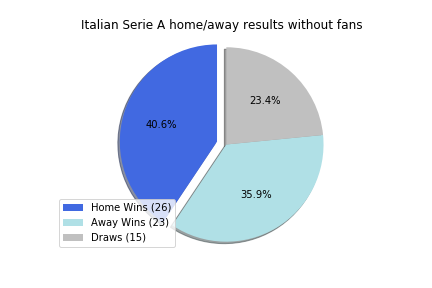 Italian Serie A home/away results without fans
23.4%
40.6%
35.9%
Home Wins (26)
Away Wins (23)
Draws (15)